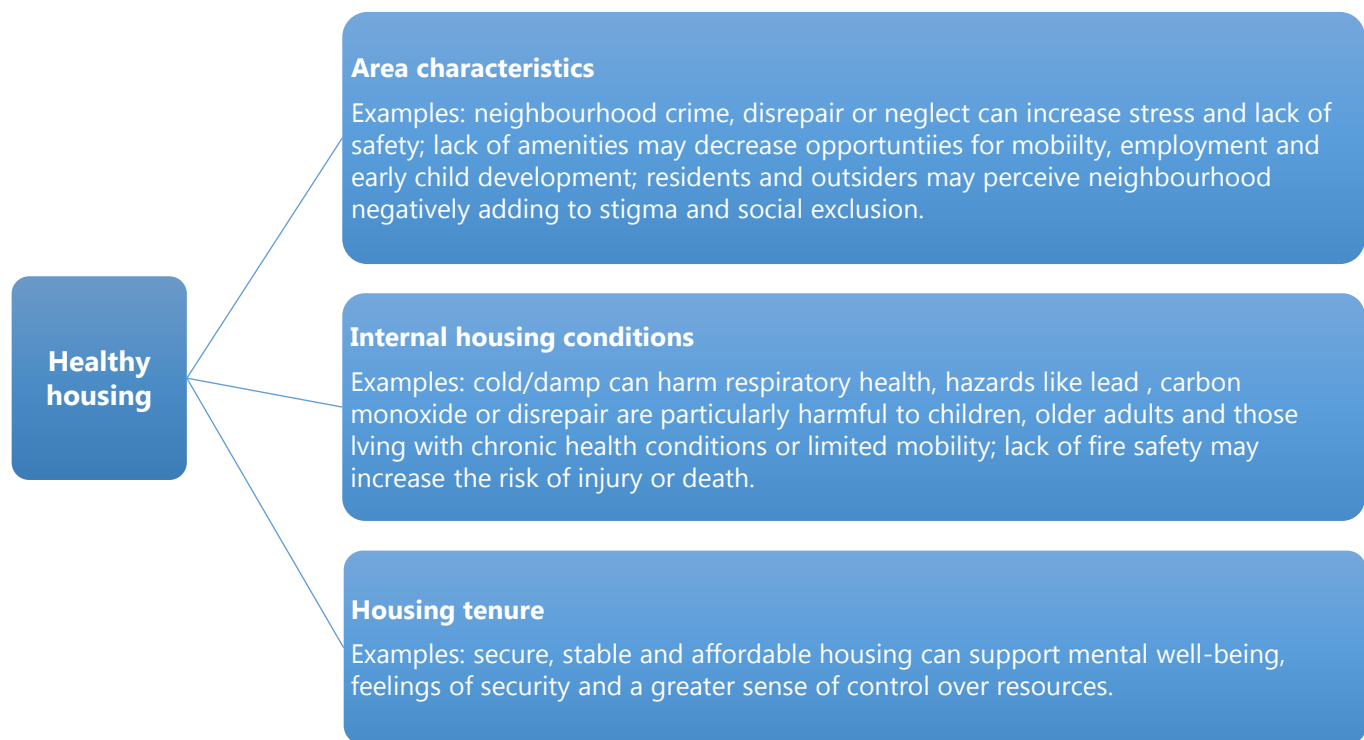 Area characteristics
Examples: neighbourhood crime, disrepair or neglect can increase stress and lack of
safety; lack of amenities may decrease opportuntiies for mobiilty, employment and
early child development; residents and outsiders may perceive neighbourhood
negatively adding to stigma and social exclusion.
Healthy
housing
Internal housing conditions
Examples: cold/damp can harm respiratory health, hazards like lead , carbon
monoxide or disrepair are particularly harmful to children, older adults and those
lving with chronic health conditions or limited mobility; lack of fire safety may
increase the risk of injury or death.
Housing tenure
Examples: secure, stable and affordable housing can support mental well-being,
feelings of security and a greater sense of control over resources.